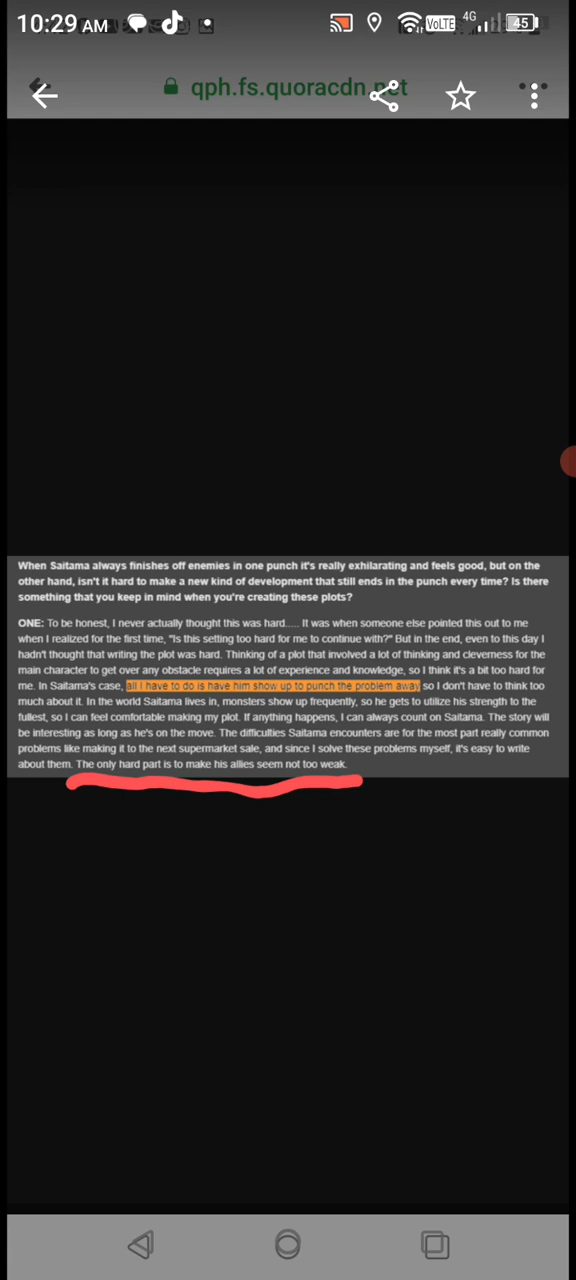 10:29 AM
VoLTE
4G
45
qph.fs.quoracdn.net
When Saitama always finishes off enemies in one punch it's really exhilarating and feels good, but on the
other hand, isn't it hard to make a new kind of development that still ends in the punch every time? Is there
something that you keep in mind when you're creating these plots?
ONE: To be honest, I never actually thought this was hard..... It was when someone else pointed this out to me
when I realized for the first time, "Is this setting too hard for me to continue with?" But in the end, even to this day I
hadn't thought that writing the plot was hard. Thinking of a plot that involved a lot of thinking and cleverness for the
main character to get over any obstacle requires a lot of experience and knowledge, so I think it's a bit too hard for
me. In Saitama's case, all I have to do is have him show up to punch the problem away so I don't have to think too
much about it. In the world Saitama lives in, monsters show up frequently, so he gets to utilize his strength to the
fullest, so I can feel comfortable making my plot. If anything happens, I can always count on Saitama. The story will
be interesting as long as he's on the move. The difficulties Saitama encounters are for the most part really common
problems like making it to the next supermarket sale, and since I solve these problems myself, it's easy to write
about them. The only hard part is to make his allies seem not too weak.